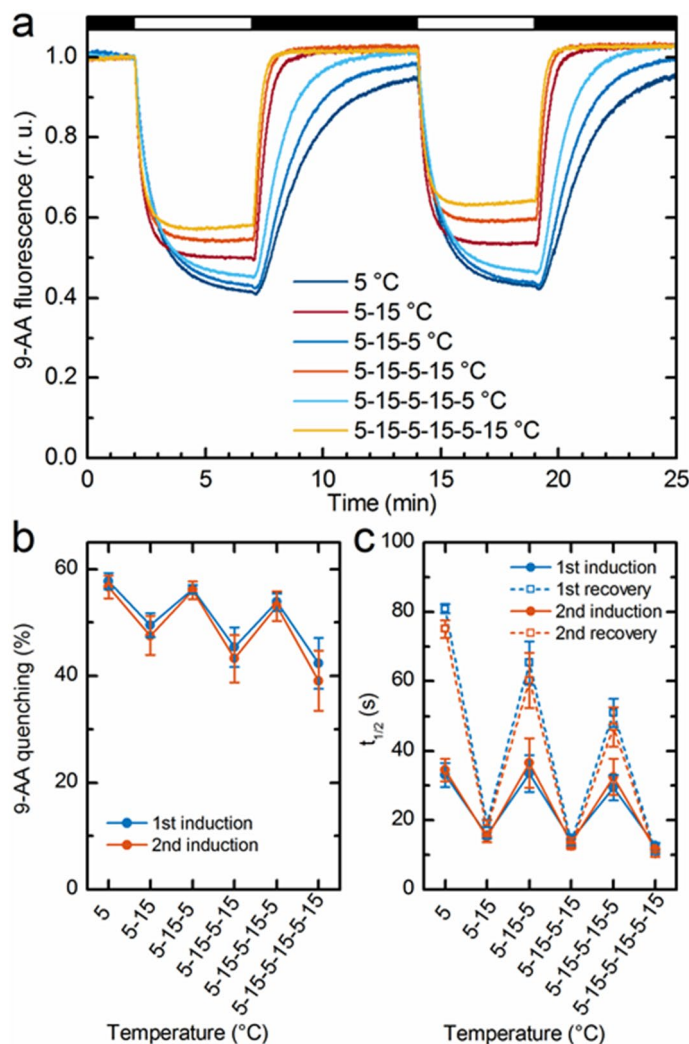 a
1.0
0.8
0.6
0.4
0.2
0.0
9-AA fluorescence (r. u.)
5 °C
5-15 °C
5-15-5 °C
5-15-5-15 °C
5-15-5-15-5 °C
5-15-5-15-5-15 °C
0 5 10 15 20 25
Time (min)
b
60
40
20
0
9-AA quenching (%)
1st induction
2nd induction
5
5-15
5-15-5
5-15-5-15
5-15-5-15-5
5-15-5-15-5-15
Temperature (°C)
c
100
80
60
40
20
0
t1/2 (s)
1st induction
1st recovery
2nd induction
2nd recovery
5
5-15
5-15-5
5-15-5-15
5-15-5-15-5
5-15-5-15-5-15
Temperature (°C)